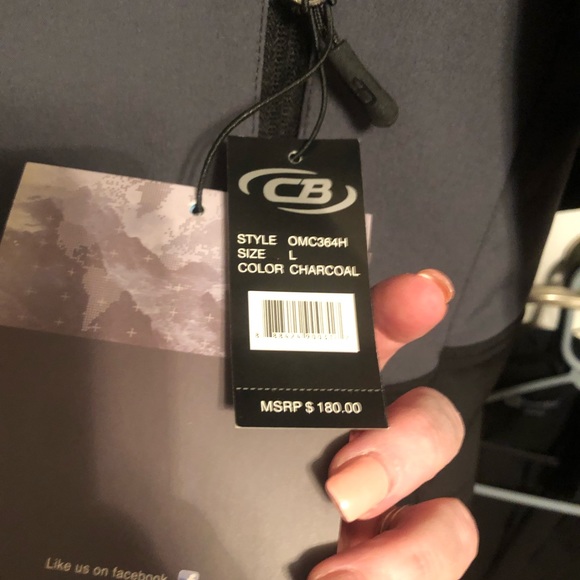 CB
STYLE OMC364H
SIZE L
COLOR CHARCOAL
MSRP $ 180.00
Like us on facebook